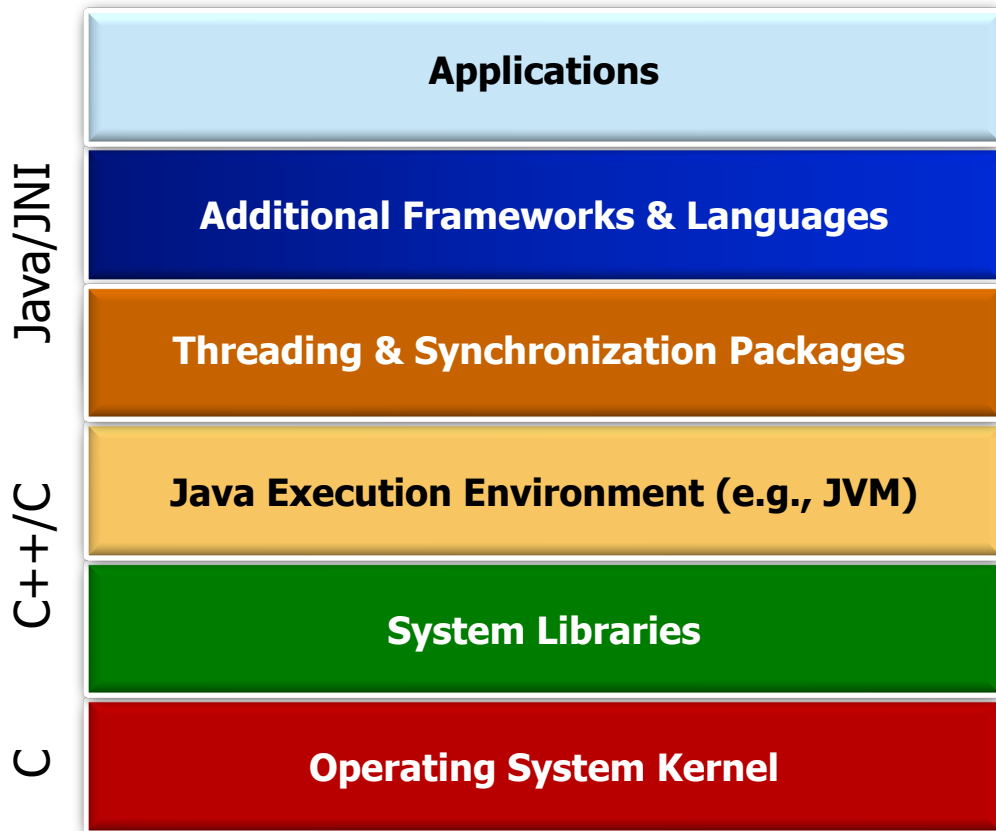 Applications
Java/JNI
Additional Frameworks & Languages
Threading & Synchronization Packages
C++/C
Java Execution Environment (e.g., JVM)
System Libraries
C
Operating System Kernel